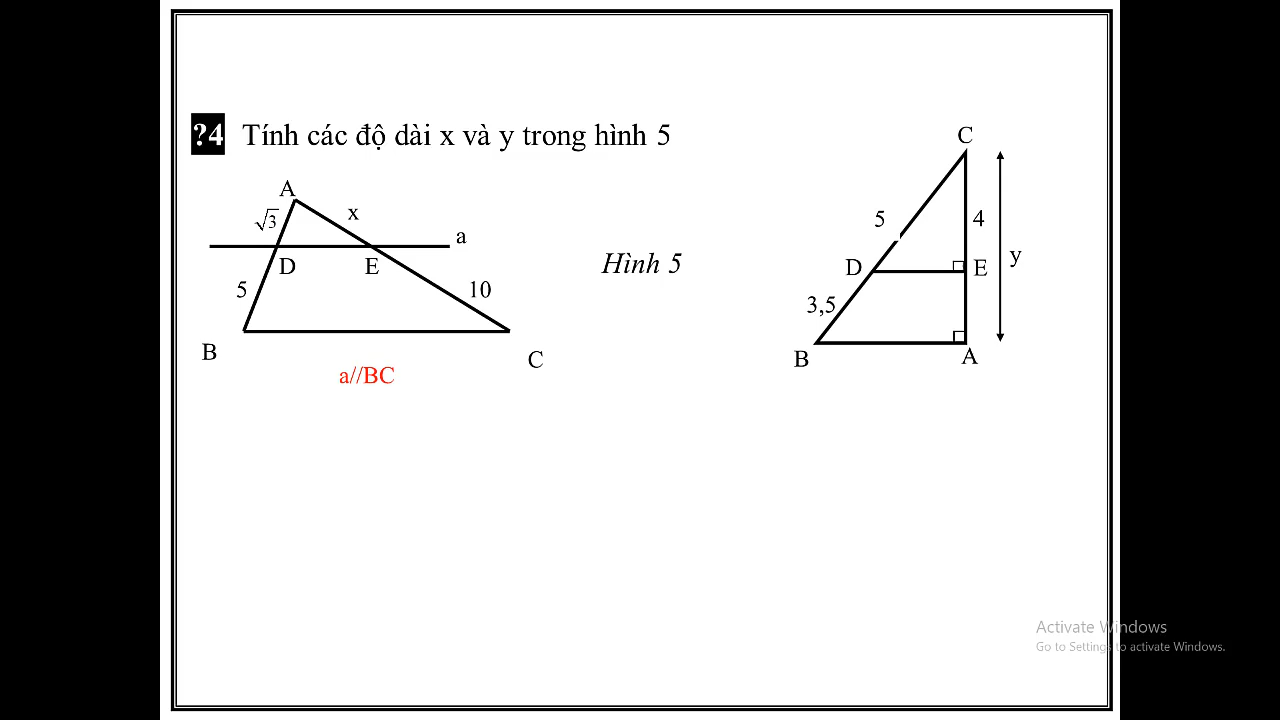 ?4 Tính các độ dài x và y trong hình 5
A
√3
x
a
D
E
5
10
B
C
a//BC
Hình 5
C
5
4
D
E
y
3,5
B
A
Activate Windows
Go to Settings to activate Windows.